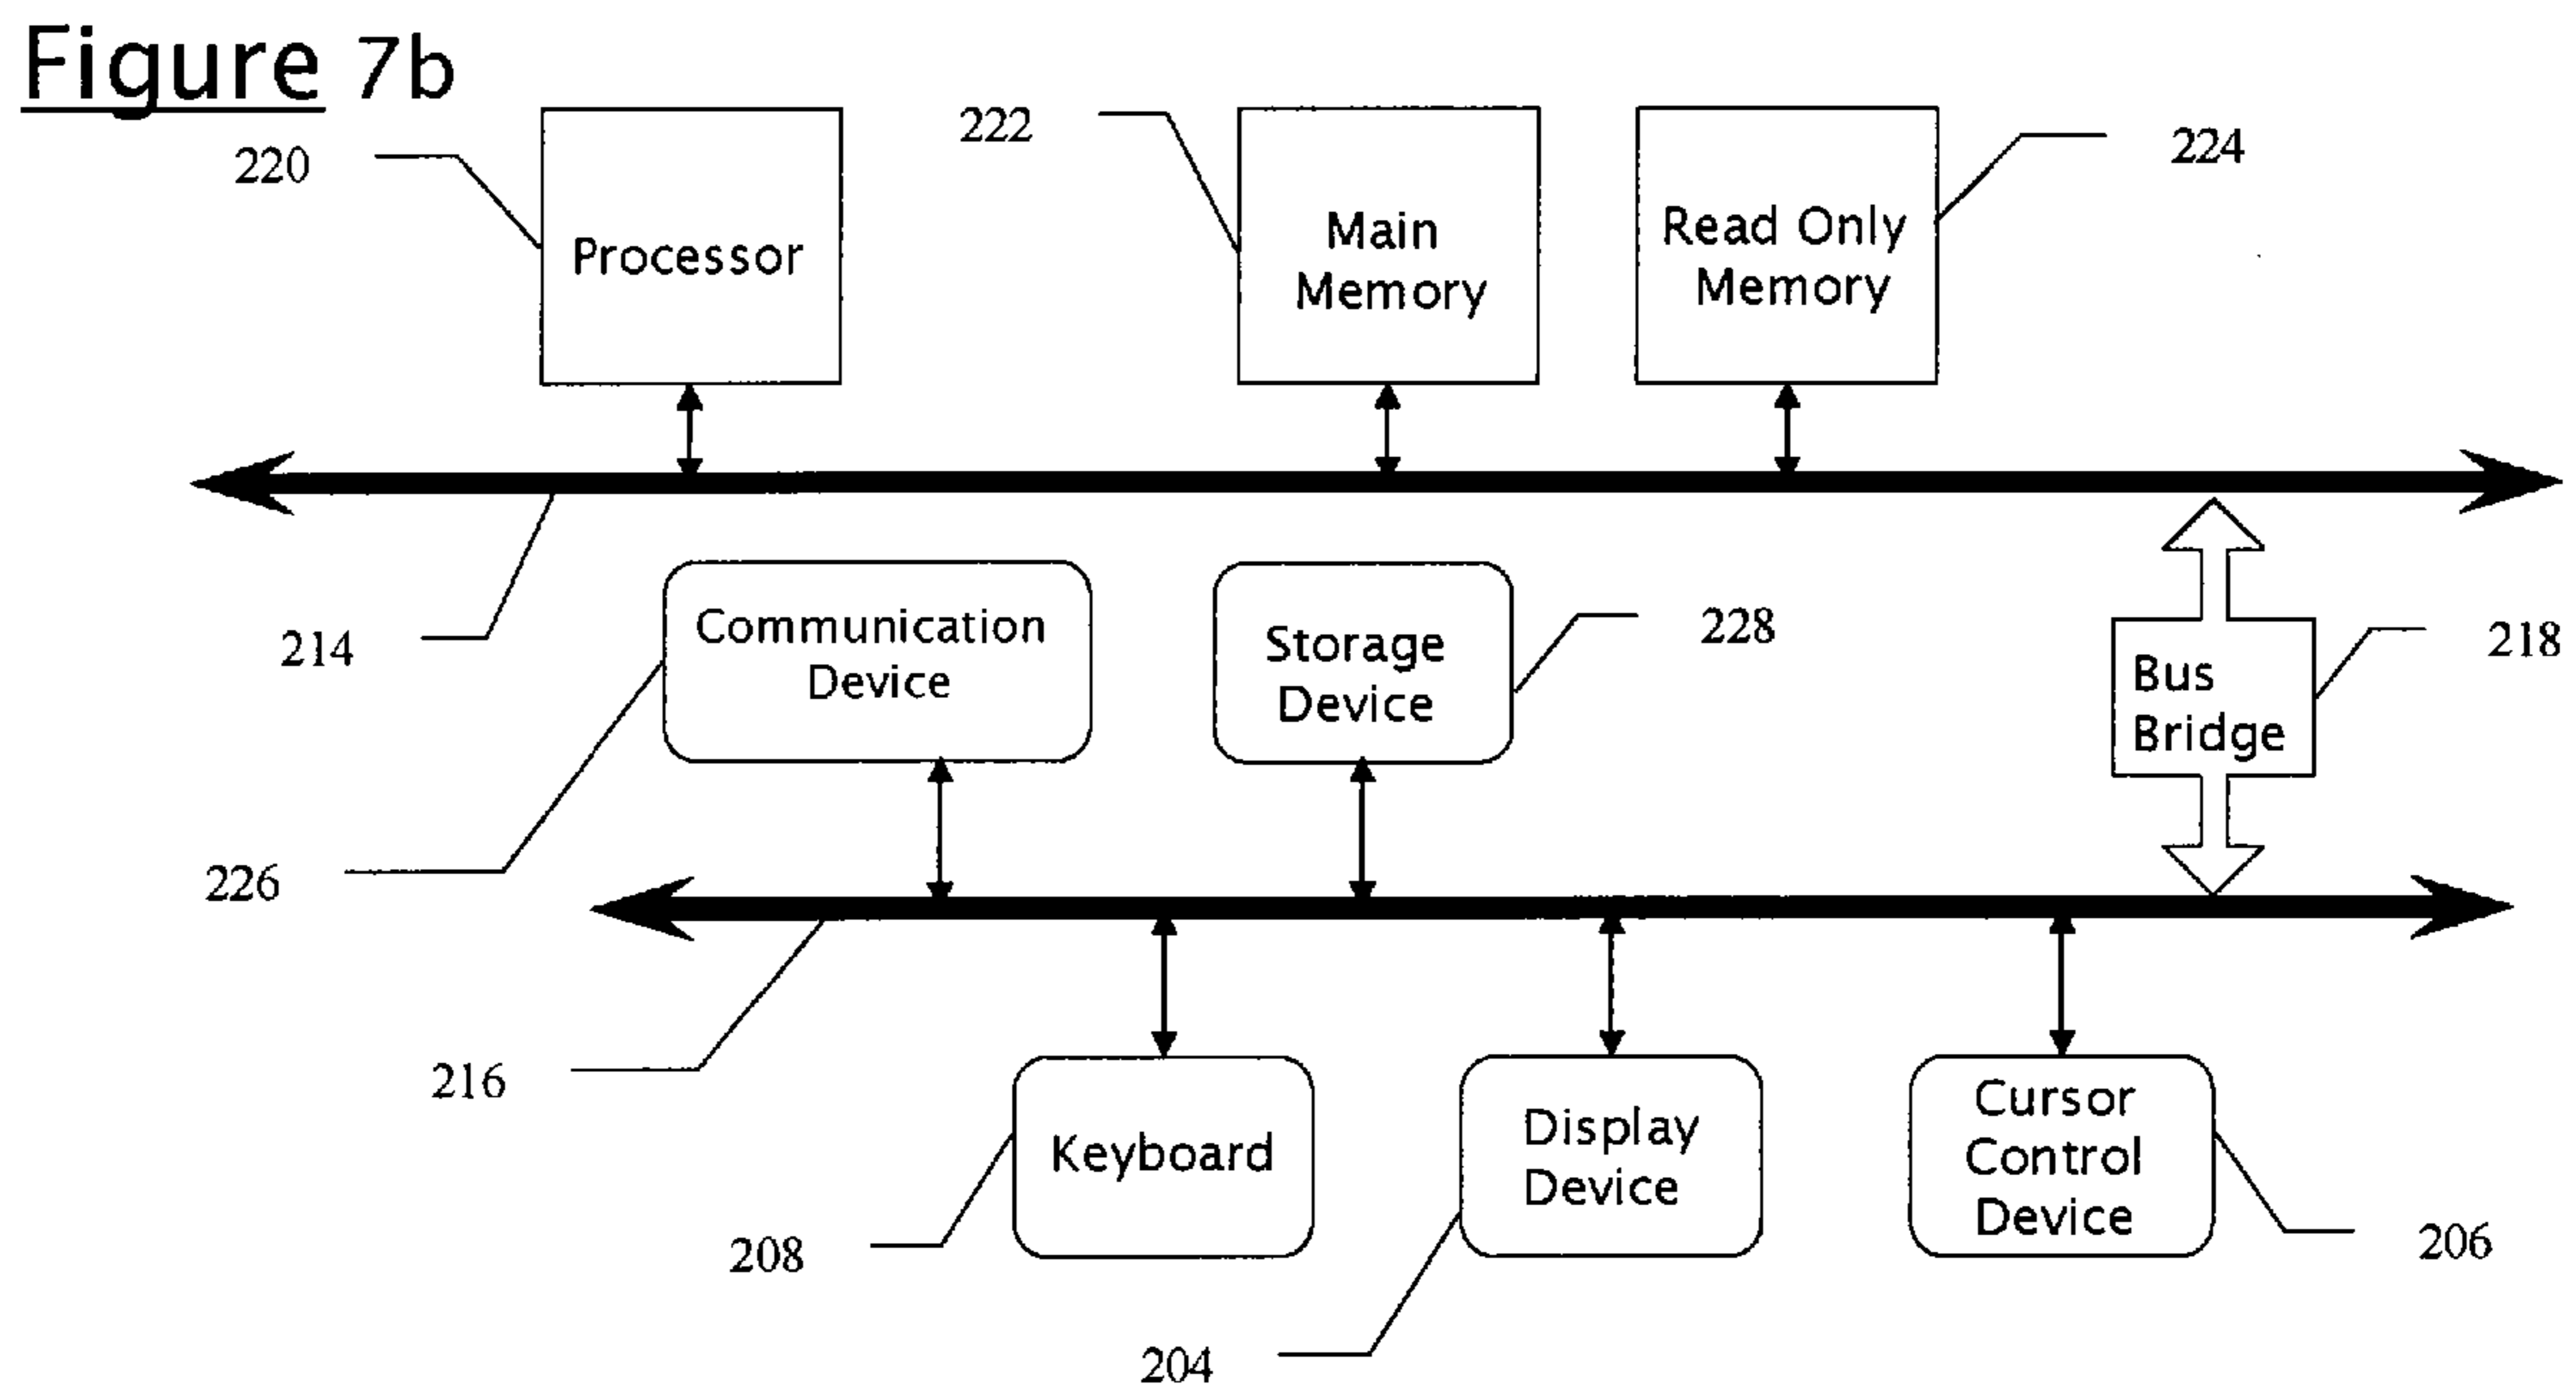 Figure 7b
220
Processor
222
Main
Memory
Read Only
Memory
224
214
Communication
Device
Storage
Device
228
Bus
Bridge
218
226
216
Keyboard
208
Display
Device
204
Cursor
Control
Device
206